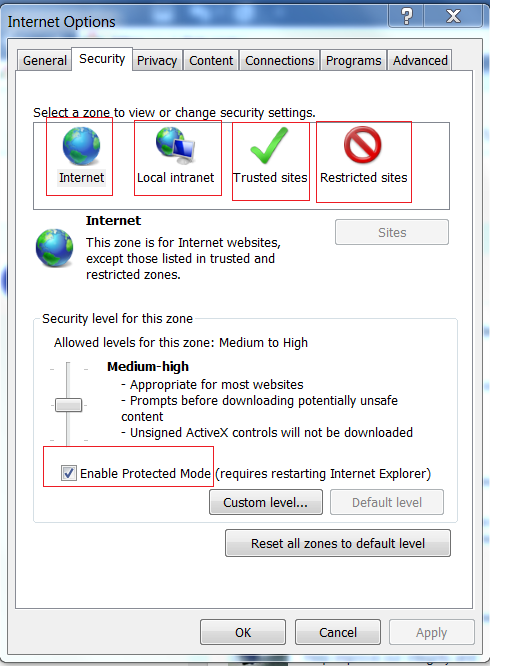 Internet Options
General Security Privacy Content Connections Programs Advanced
Select a zone to view or change security settings.
Internet Local intranet Trusted sites Restricted sites
Internet
Sites
This zone is for Internet websites,
except those listed in trusted and
restricted zones.
Security level for this zone
Allowed levels for this zone: Medium to High
Medium-high
- Appropriate for most websites
- Prompts before downloading potentially unsafe
content
- Unsigned ActiveX controls will not be downloaded
Enable Protected Mode (requires restarting Internet Explorer)
Custom level... Default level
Reset all zones to default level
OK Cancel Apply